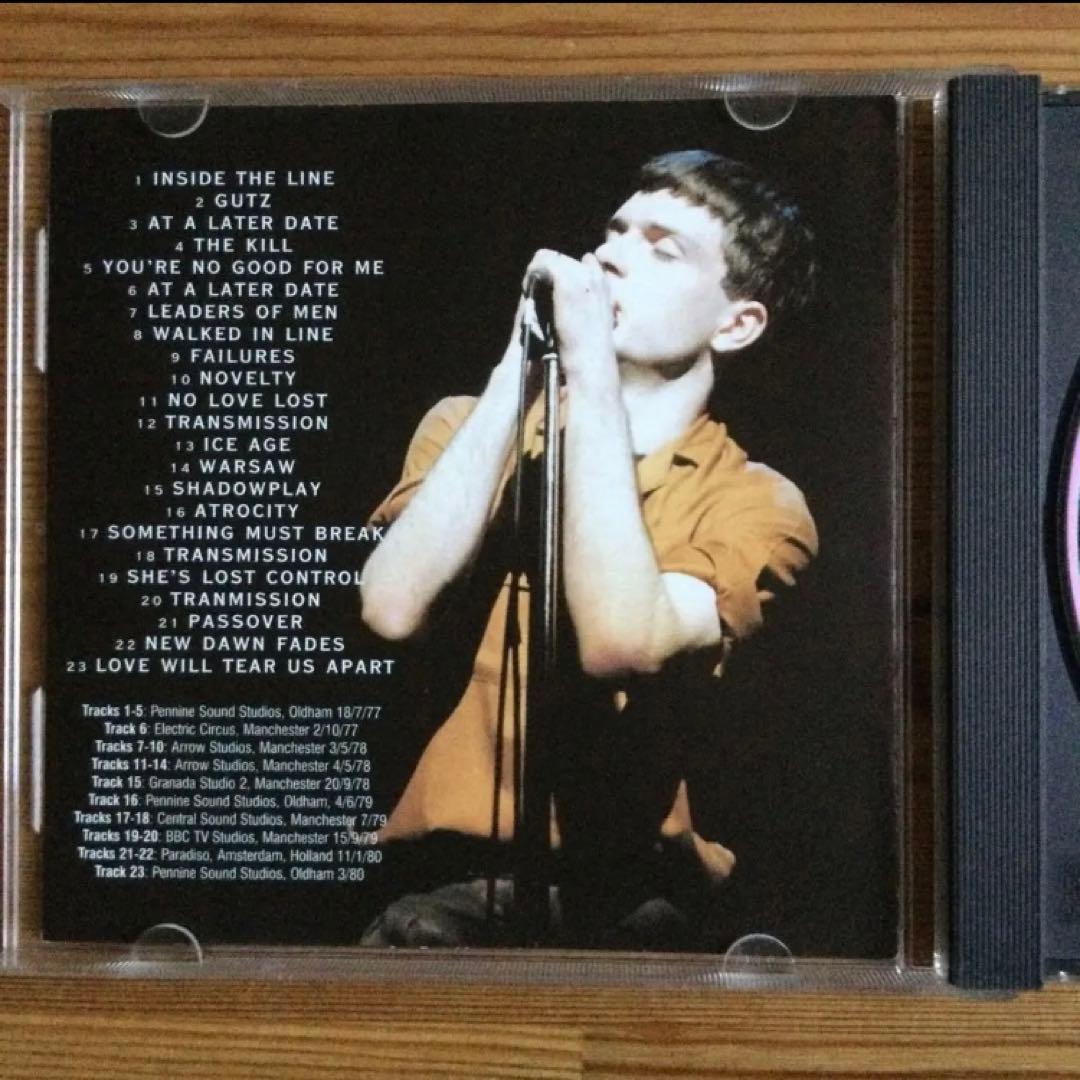 1 INSIDE THE LINE
2 GUTZ
3 AT A LATER DATE
4 THE KILL
5 YOU'RE NO GOOD FOR ME
6 AT A LATER DATE
7 LEADERS OF MEN
8 WALKED IN LINE
9 FAILURES
10 NOVELTY
11 NO LOVE LOST
12 TRANSMISSION
13 ICE AGE
14 WARSAW
15 SHADOWPLAY
16 ATROCITY
17 SOMETHING MUST BREAK
18 TRANSMISSION
19 SHE'S LOST CONTROL
20 TRANMISSION
21 PASSOVER
22 NEW DAWN FADES
23 LOVE WILL TEAR US APART
Tracks 1-5: Pennine Sound Studios, Oldham 18/7/77
Track 6: Electric Circus, Manchester 2/10/77
Tracks 7-10: Arrow Studios, Manchester 3/5/78
Tracks 11-14: Arrow Studios, Manchester 4/5/78
Track 15: Granada Studio 2, Manchester 20/9/78
Track 16: Pennine Sound Studios, Oldham, 4/6/79
Tracks 17-18: Central Sound Studios, Manchester 7/79
Tracks 19-20: BBC TV Studios, Manchester 15/9/79
Tracks 21-22: Paradiso, Amsterdam, Holland 11/1/80
Track 23: Pennine Sound Studios, Oldham 3/80